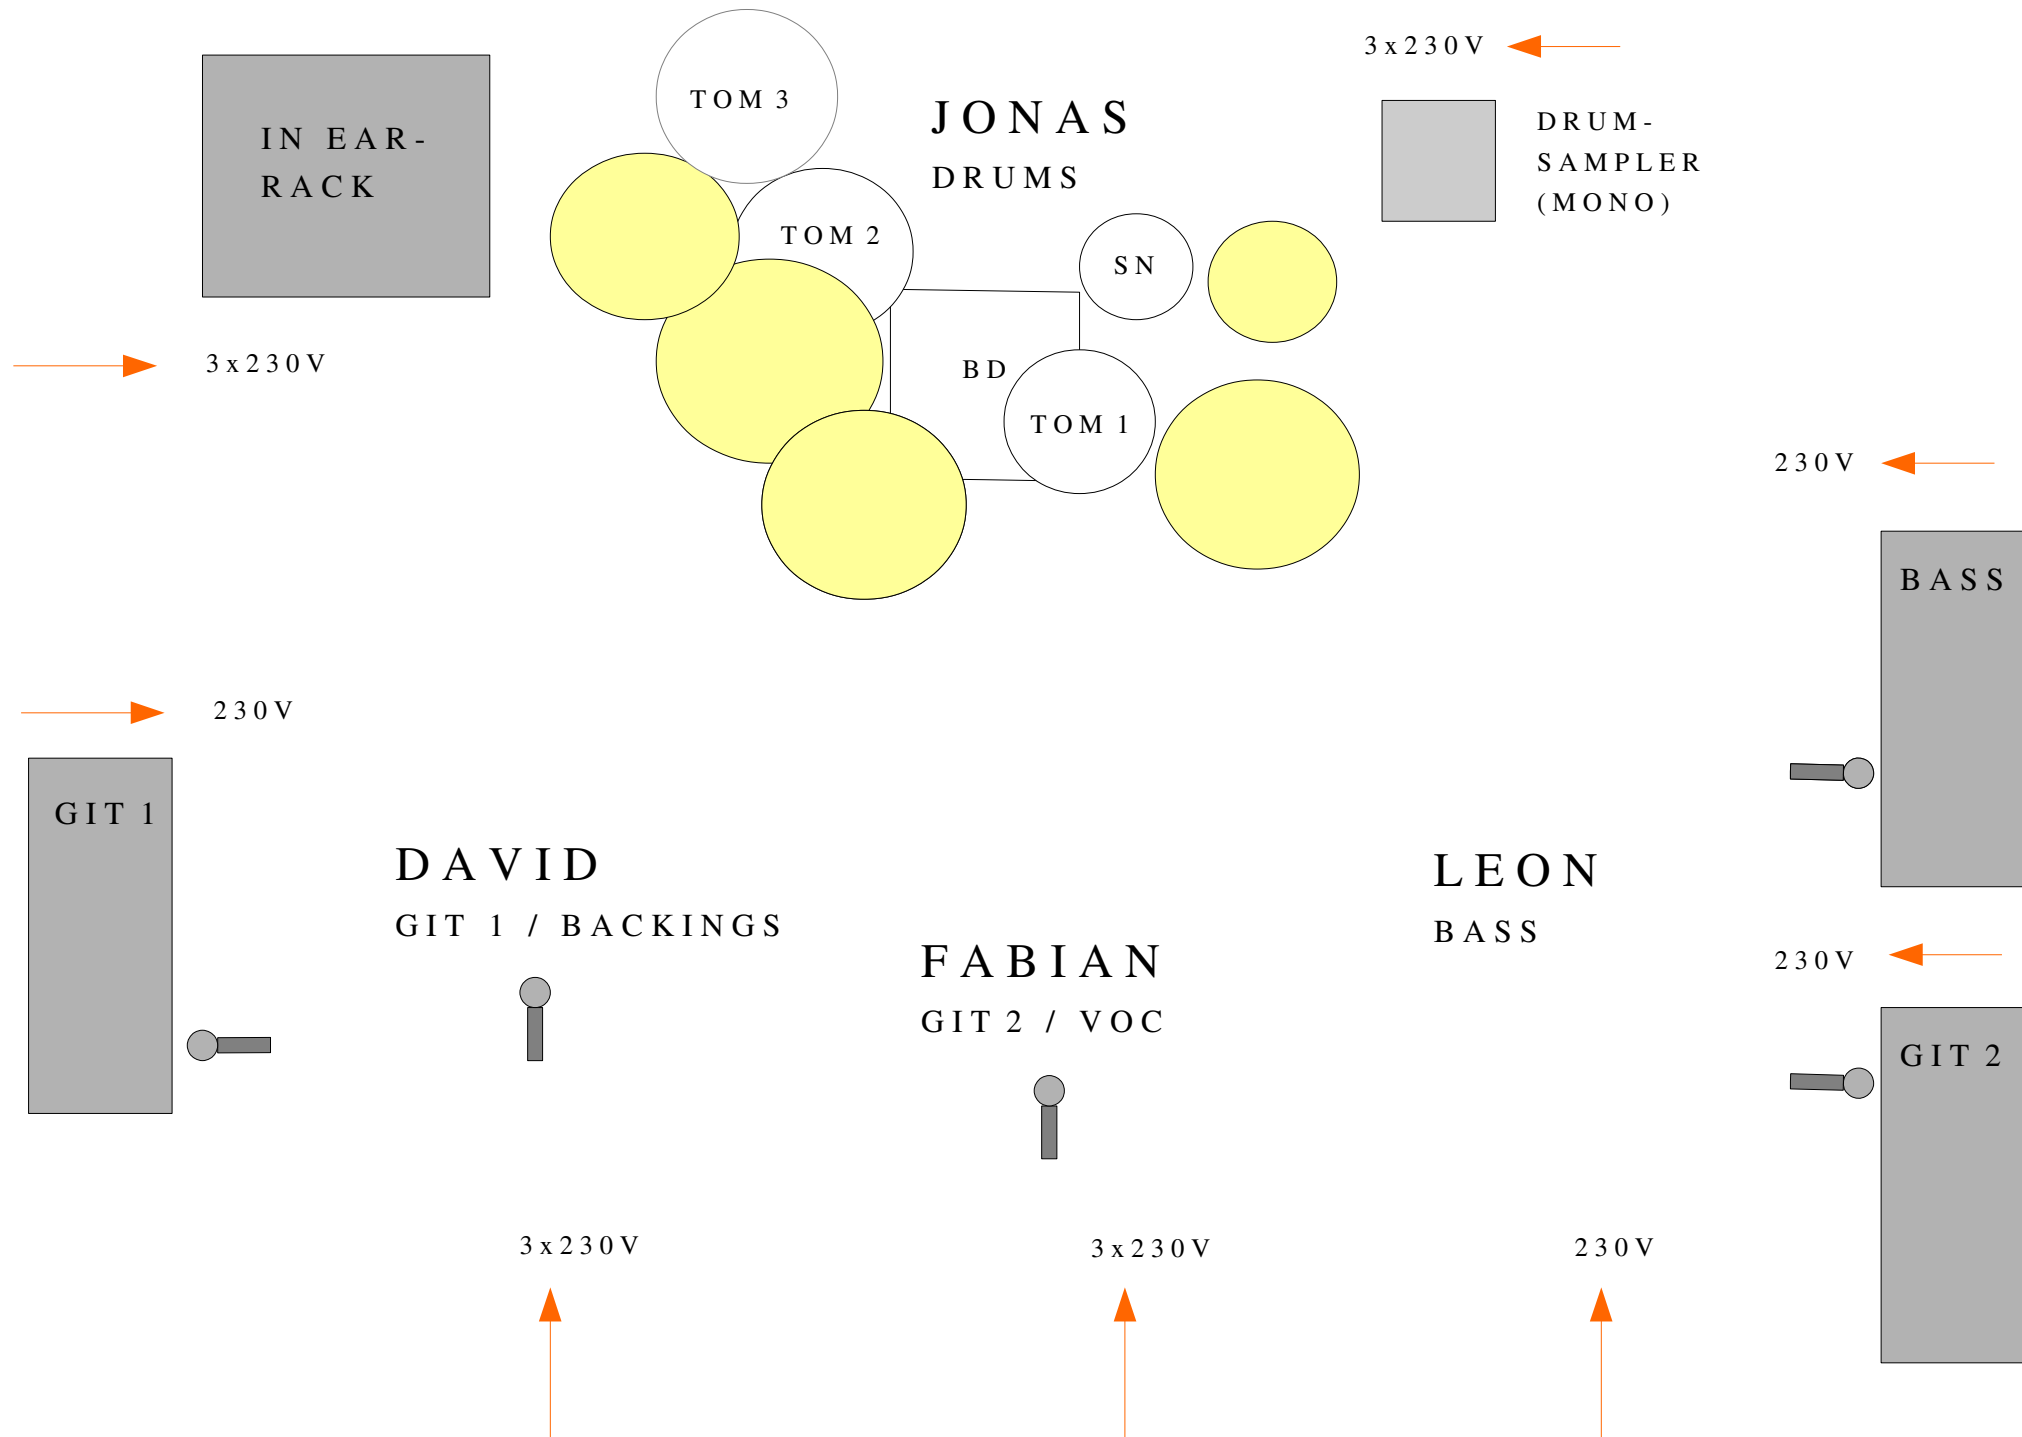 3x230V
TOM 3
JONAS
DRUMS
IN EAR-
RACK
DRUM-
SAMPLER
(MONO)
TOM 2
SN
3x230V
BD
TOM 1
230V
BASS
230V
GIT 1
DAVID
GIT 1 / BACKINGS
LEON
BASS
FABIAN
GIT 2 / VOC
230V
GIT 2
3x230V
3x230V
230V